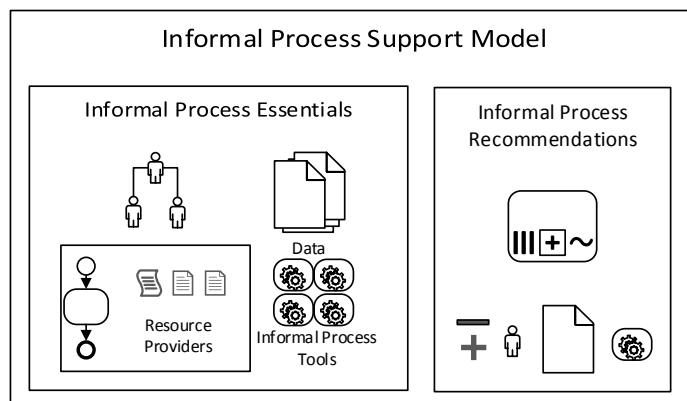 Informal Process Support Model
Informal Process Essentials
Data
Resource
Providers
Informal Process
Tools
Informal Process
Recommendations